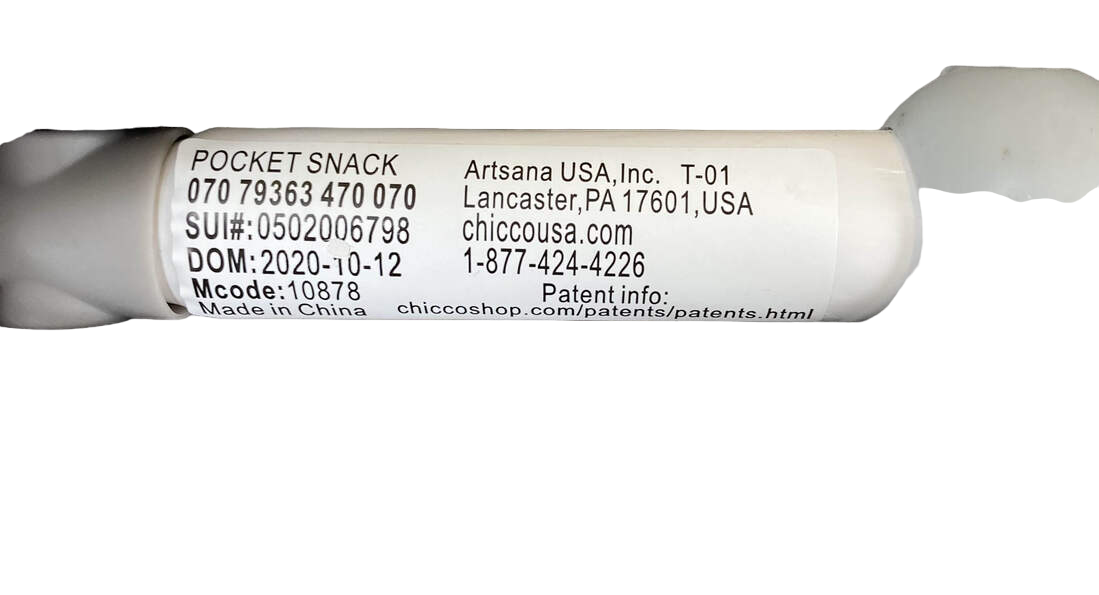 POCKET SNACK
070 79363 470 070
SUI#:0502006798
DOM:2020-10-12
Mcode:10878
Made in China
Artsana USA,Inc. T-01
Lancaster,PA 17601,USA
chiccousa.com
1-877-424-4226
Patent info:
chiccoshop.com/patents/patents.html